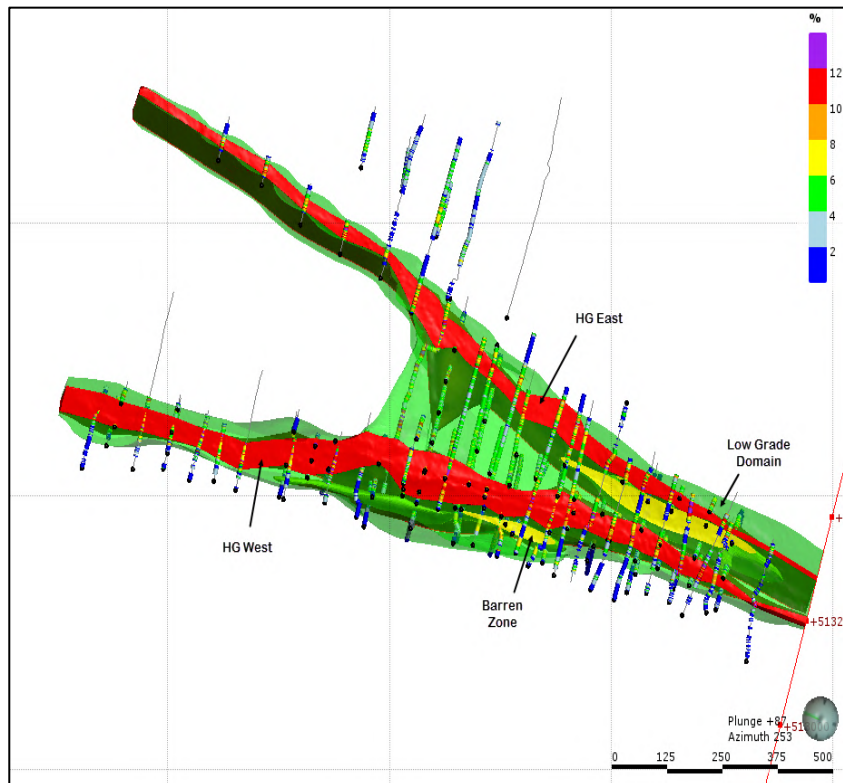 %
12
10
8
6
4
2
HG East
Low Grade
Domain
HG West
Barren
Zone
+5132
Plunge +87
Azimuth 253
0 125 250 375 500